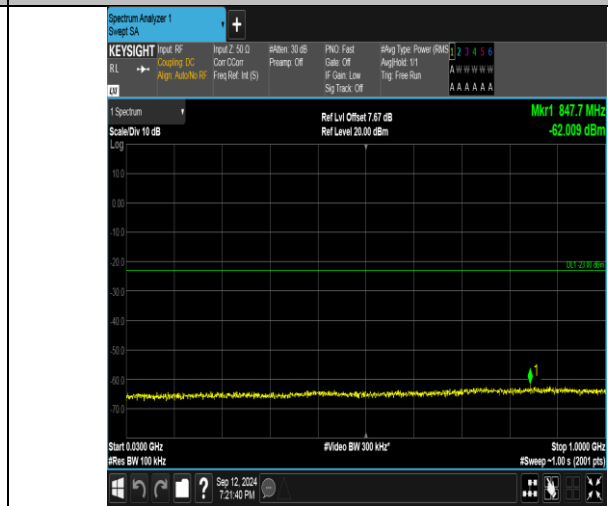 Spectrum Analyzer 1
Swept SA
+
KEYSIGHT
RL
Input: RF
Coupling: DC
Align: Auto/No RF
Input Z: 50 Ω
Corr CCorr
Freq Ref: Int (S)
#Atten: 30 dB
Preamp: Off
PNO: Fast
Gate: Off
IF Gain: Low
Sig Track: Off
#Avg Type: Power (RMS
Avg|Hold: 1/1
Trig: Free Run
1 2 3 4 5 6
A W W W W W
A A A A A A
1 Spectrum
Scale/Div 10 dB
Ref Lvl Offset 7.67 dB
Ref Level 20.00 dBm
Mkr1 847.7 MHz
-62.009 dBm
Log
10.0
0.00
-10.0
-20.0
DL1 -23.00 dBm
-30.0
-40.0
-50.0
-60.0
1
-70.0
Start 0.0300 GHz
#Res BW 100 kHz
#Video BW 300 kHz*
Stop 1.0000 GHz
#Sweep ~1.00 s (2001 pts)
?
Sep 12, 2024
7:21:40 PM